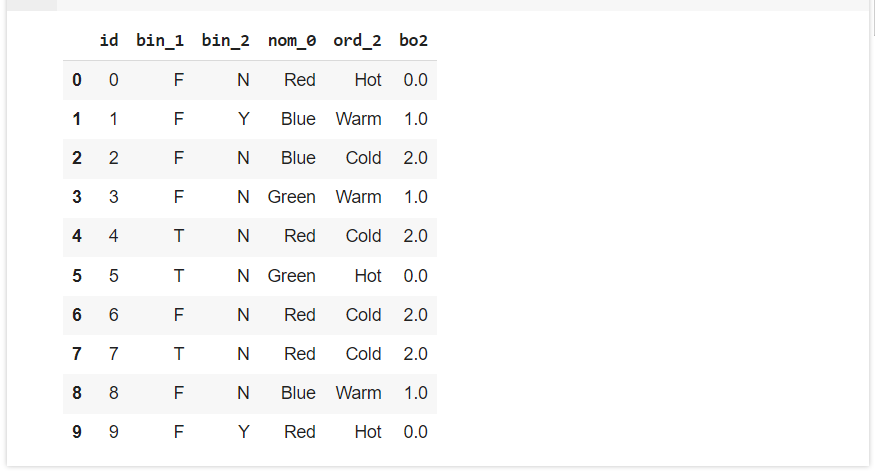 id bin_1 bin_2 nom_0 ord_2 bo2
0 0 F N Red Hot 0.0
1 1 F Y Blue Warm 1.0
2 2 F N Blue Cold 2.0
3 3 F N Green Warm 1.0
4 4 T N Red Cold 2.0
5 5 T N Green Hot 0.0
6 6 F N Red Cold 2.0
7 7 T N Red Cold 2.0
8 8 F N Blue Warm 1.0
9 9 F Y Red Hot 0.0